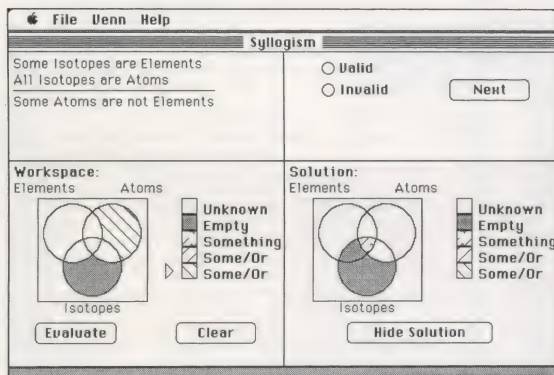 File Venn Help
Syllogism
Some Isotopes are Elements
All Isotopes are Atoms
Some Atoms are not Elements
Valid
Invalid
Next
Workspace:
Elements Atoms
Unknown
Empty
Something
Some/Or
Some/Or
Isotopes
Evaluate
Clear
Solution:
Elements Atoms
Unknown
Empty
Something
Some/Or
Some/Or
Isotopes
Hide Solution